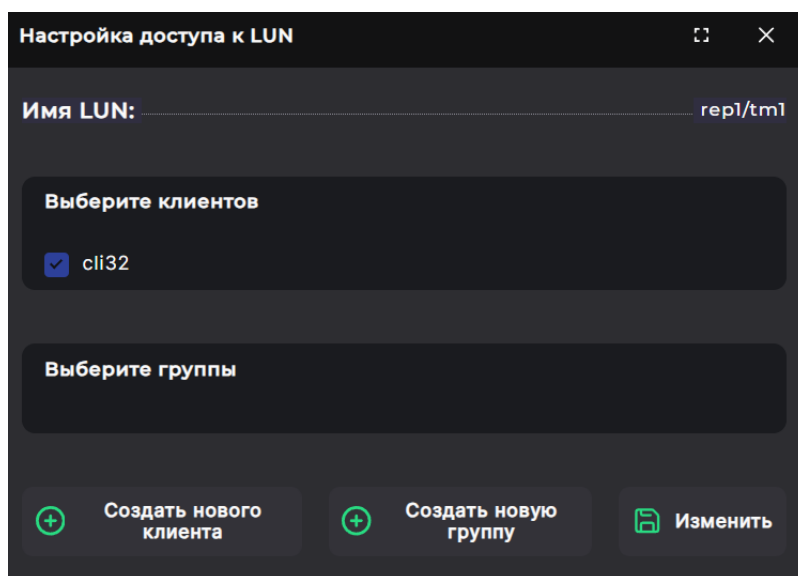 Настройка доступа к LUN
Имя LUN: rep1/tm1
Выберите клиентов
cli32
Выберите группы
Создать нового
клиента
Создать новую
группу
Изменить